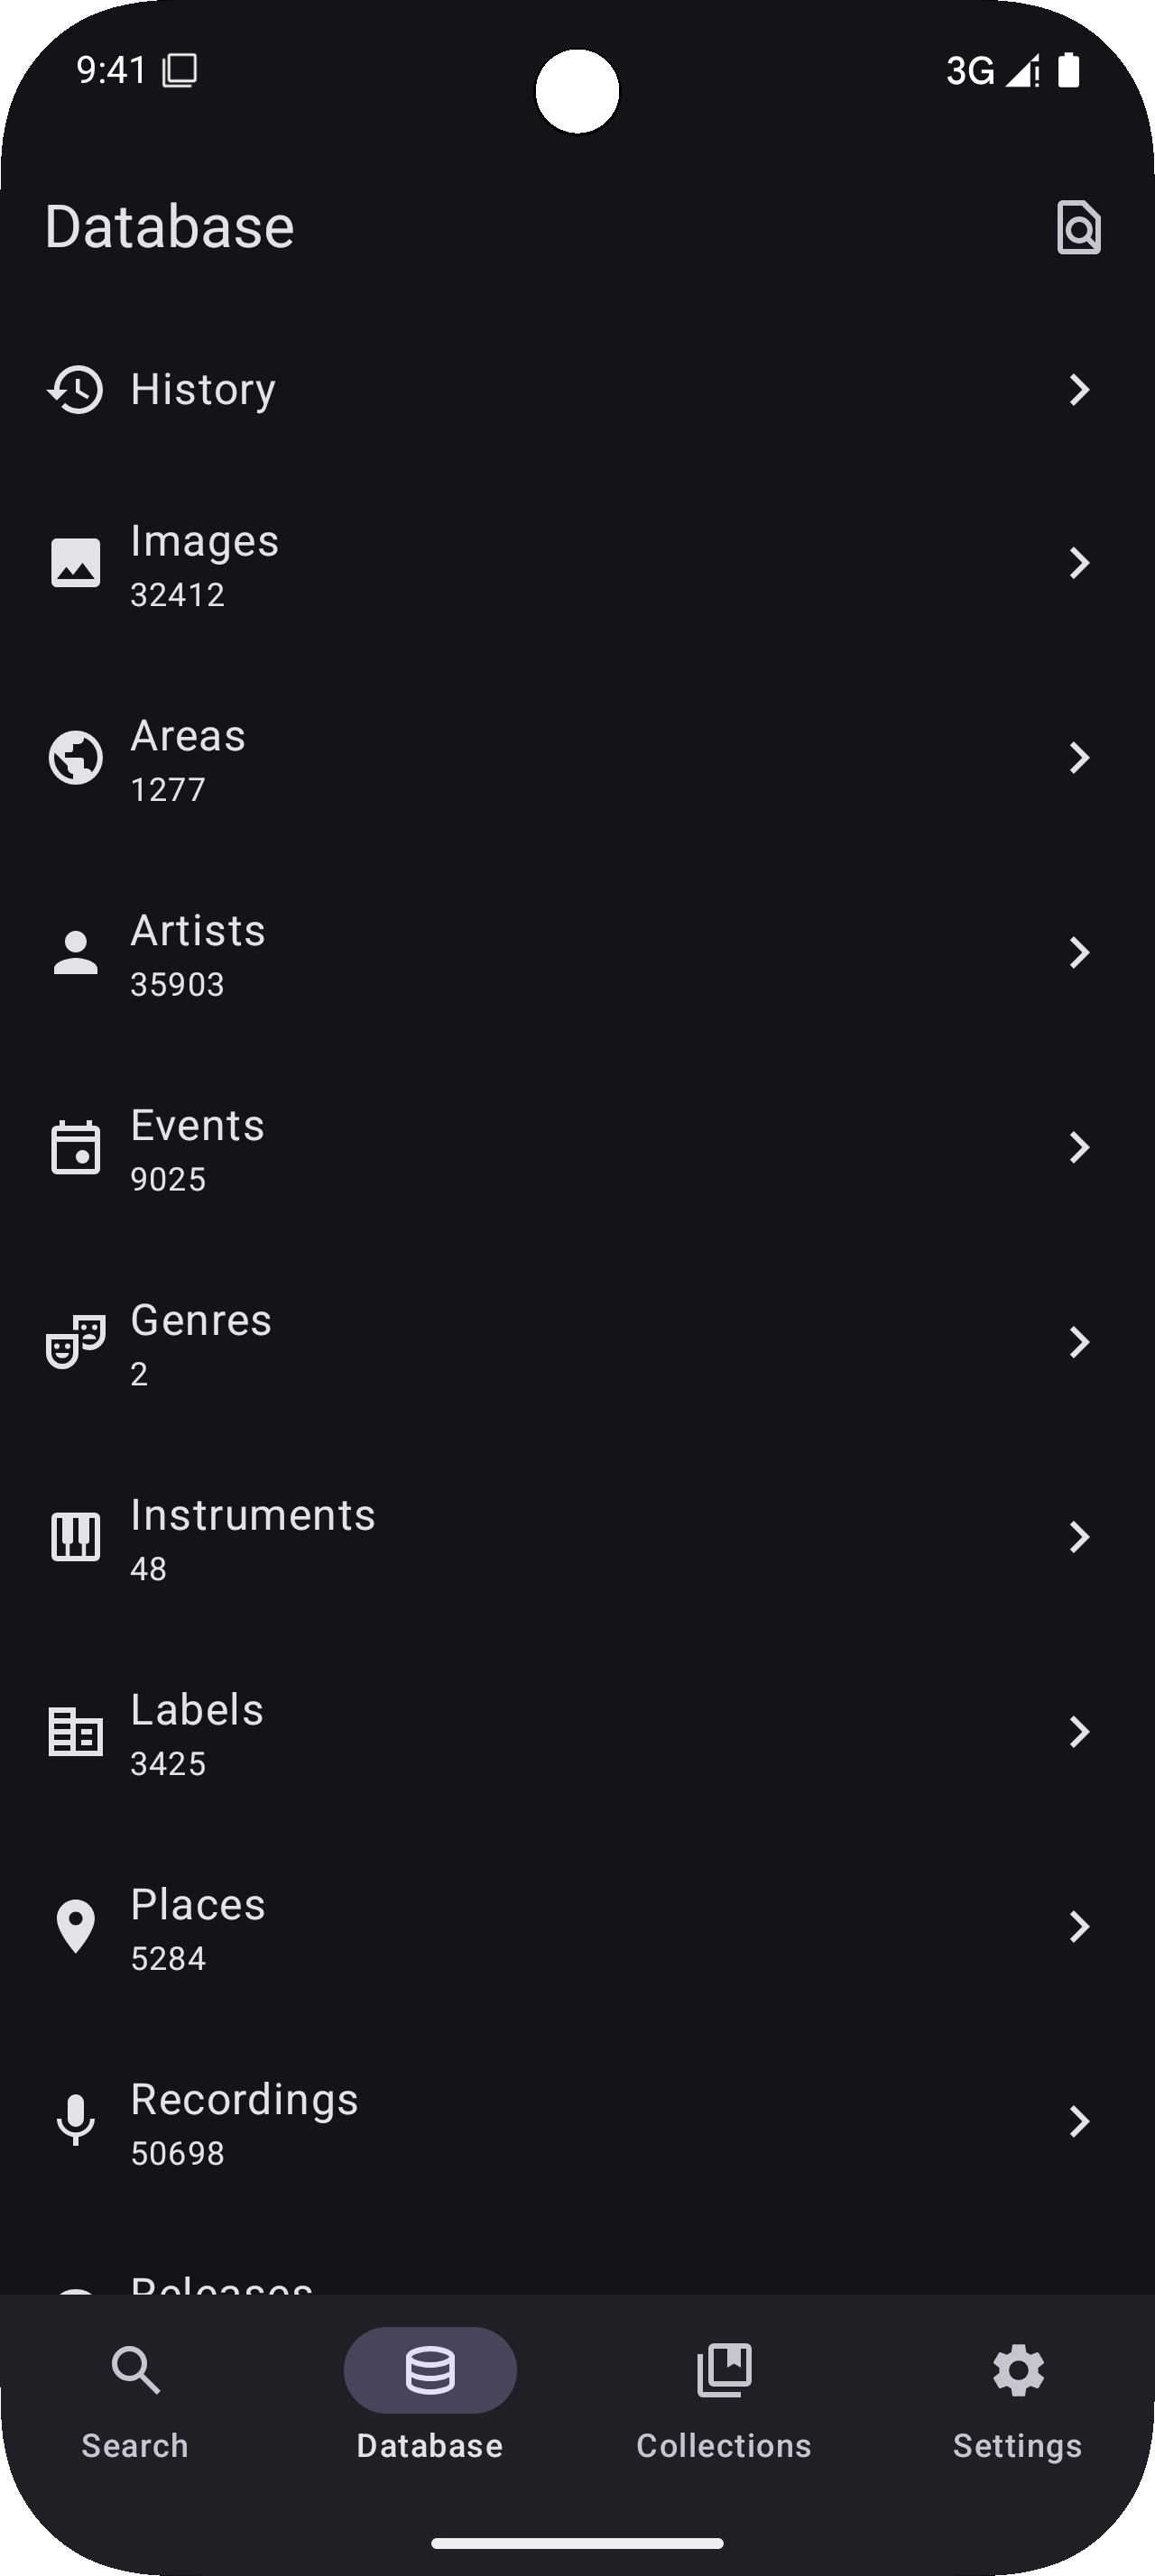 9:41
3G
Database
History
Images
32412
Areas
1277
Artists
35903
Events
9025
Genres
2
Instruments
48
Labels
3425
Places
5284
Recordings
50698
Releases
Search
Database
Collections
Settings